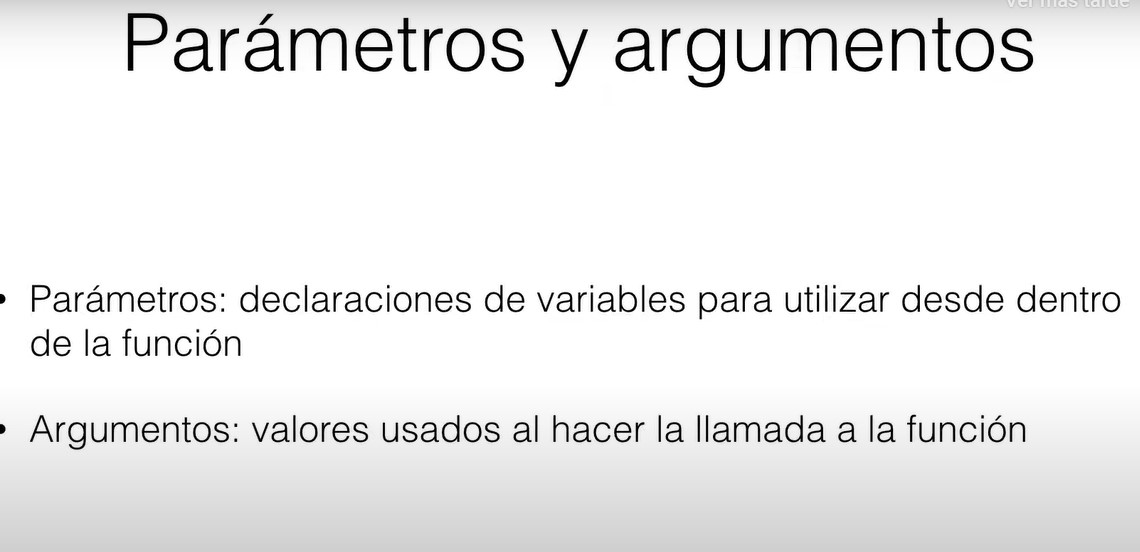 Ver más tarde
Parámetros y argumentos
• Parámetros: declaraciones de variables para utilizar desde dentro
de la función
• Argumentos: valores usados al hacer la llamada a la función